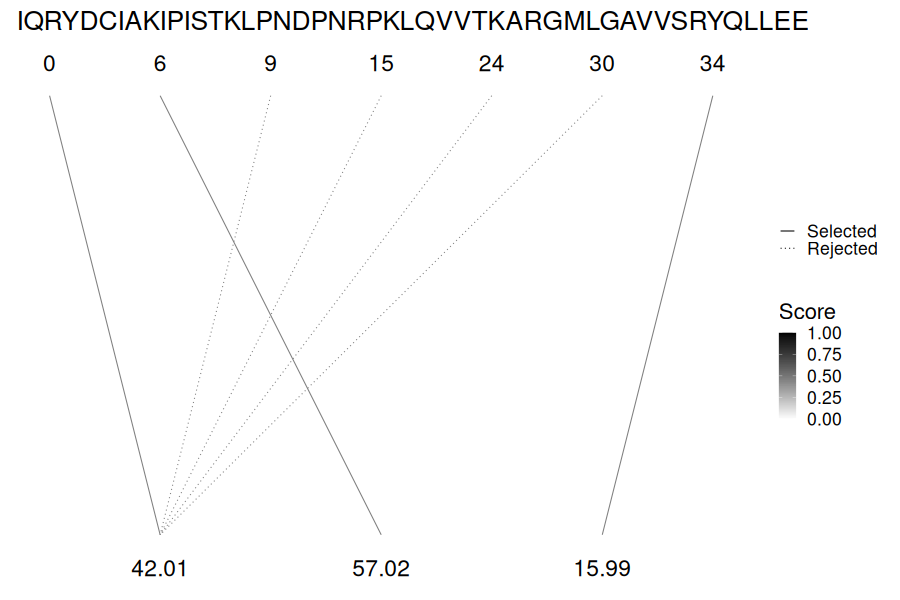 IQRYDCIAKIPISTKLPNDPNRPKLQVVTKARGMLGAVVSRYQLLEE
0 6 9 15 24 30 34
Selected
Rejected
Score
1.00
0.75
0.50
0.25
0.00
42.01 57.02 15.99